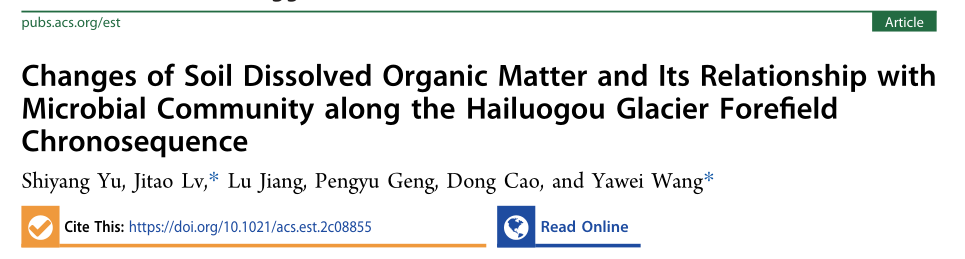 pubs.acs.org/est
Article
Changes of Soil Dissolved Organic Matter and Its Relationship with
Microbial Community along the Hailuogou Glacier Forefield
Chronosequence
Shiyang Yu, Jitao Lv,* Lu Jiang, Pengyu Geng, Dong Cao, and Yawei Wang*
Cite This: https://doi.org/10.1021/acs.est.2c08855
Read Online